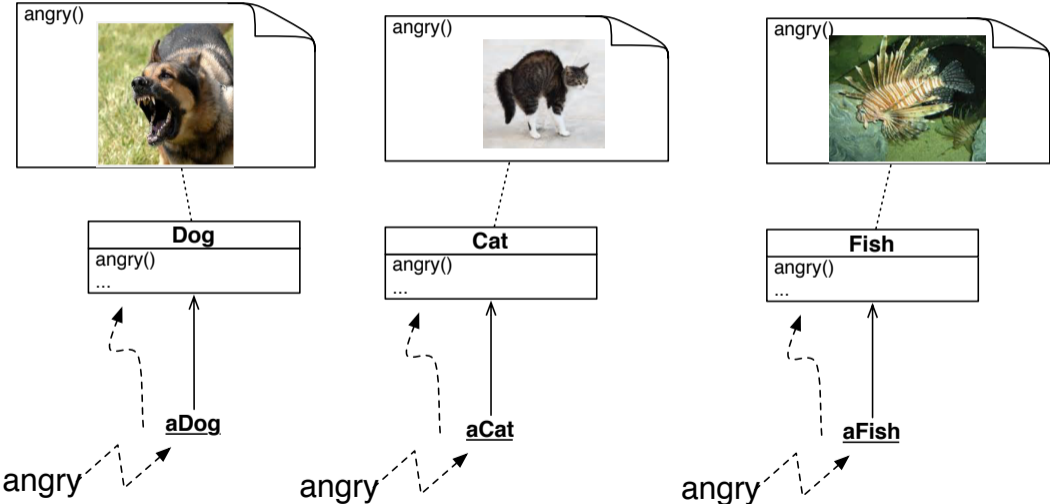 angry()
angry()
angry()
Dog
angry()
...
Cat
angry()
...
Fish
angry()
...
aDog
aCat
aFish
angry
angry
angry